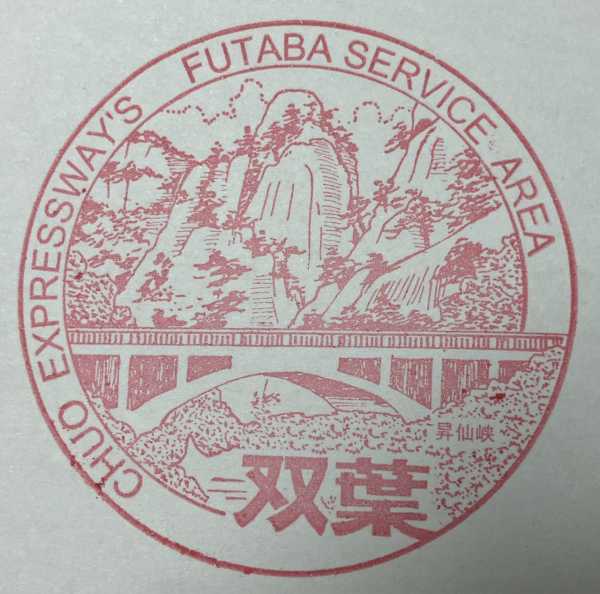 CHUO EXPRESSWAY'S FUTABA SERVICE AREA
昇仙峡
双葉